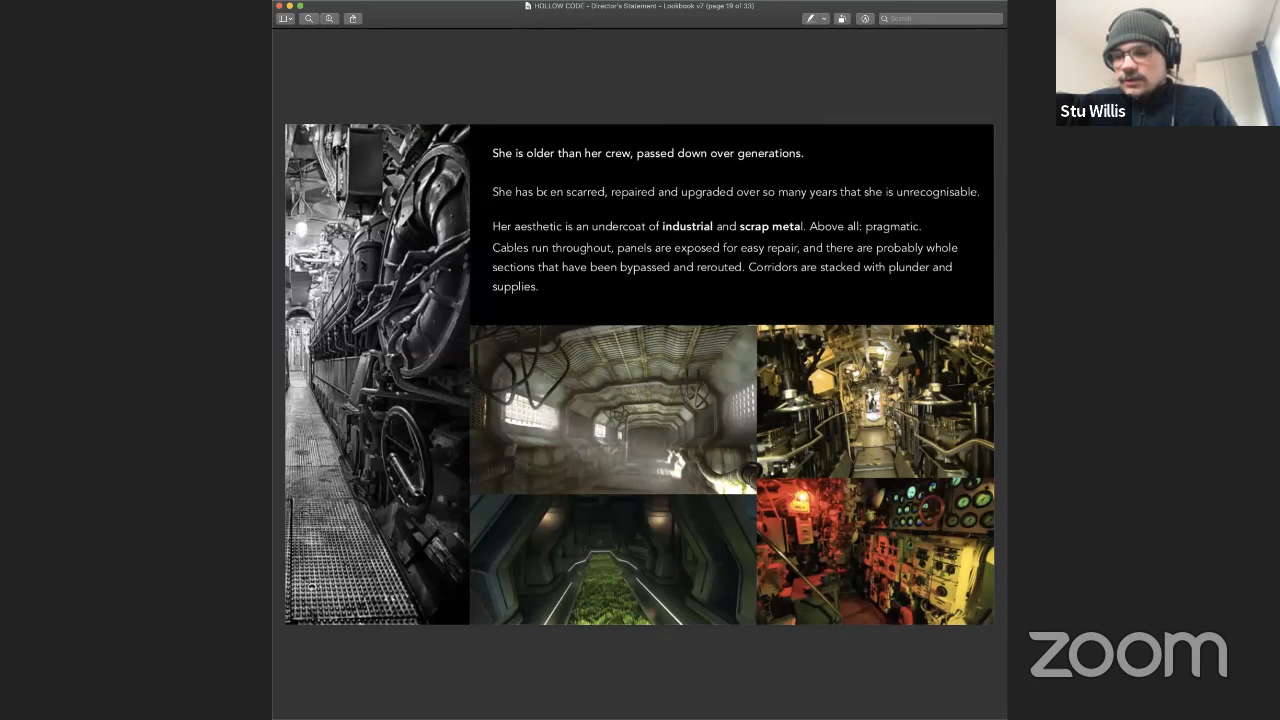 HOLLOW CODE - Director's Statement - Lookbook v7 (page 19 of 33)
Search
She is older than her crew, passed down over generations.
She has been scarred, repaired and upgraded over so many years that she is unrecognisable.
Her aesthetic is an undercoat of industrial and scrap metal. Above all: pragmatic.
Cables run throughout, panels are exposed for easy repair, and there are probably whole
sections that have been bypassed and rerouted. Corridors are stacked with plunder and
supplies.
Stu Willis
zoom